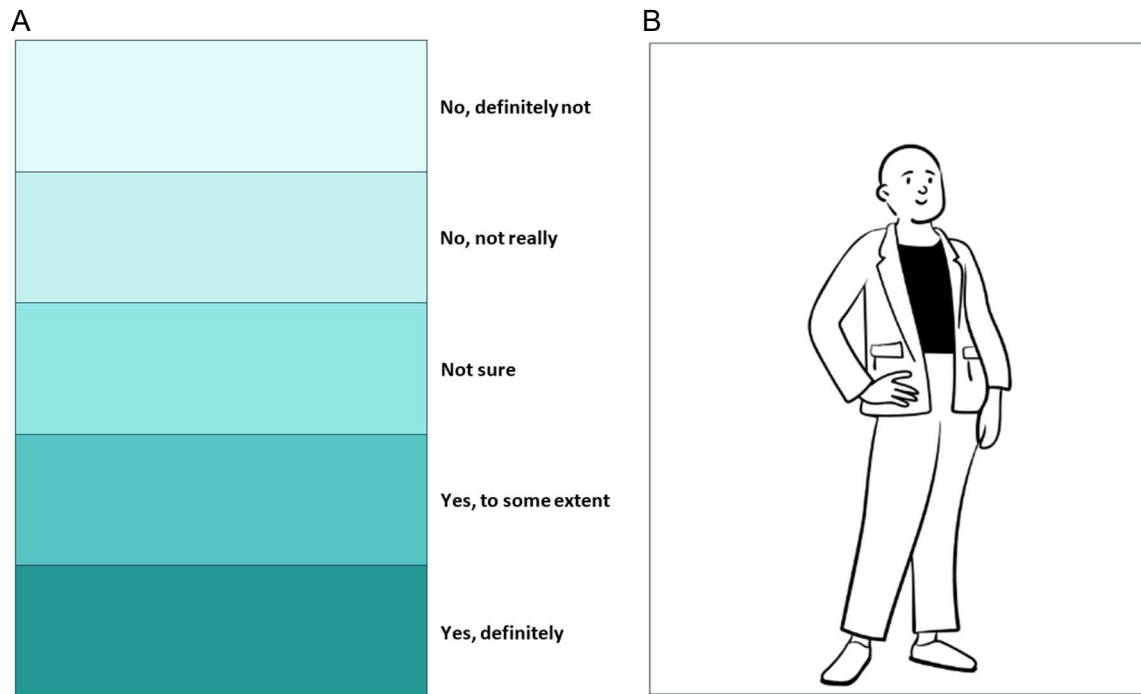 A
B
No, definitely not
No, not really
Not sure
Yes, to some extent
Yes, definitely